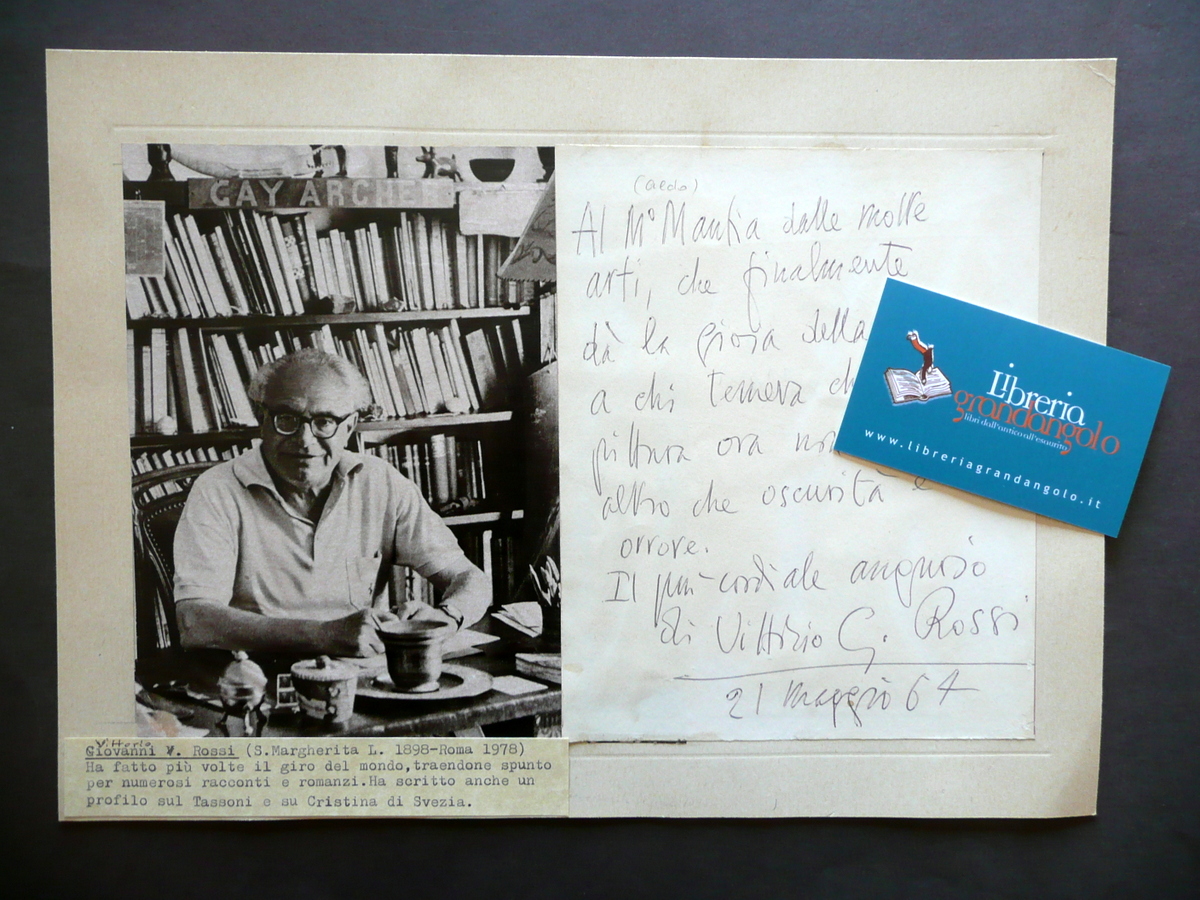 GAY ARCHE
(Aldo)
Al M° Mantia dalle molte
arti, che finalmente
dà la gioia della
a chi temeva ch
pittura ora non
altro che oscurità e
orrore.
Il più cordiale augurio
di Vittorio G. Rossi
21 maggio 64
Libreria
grandangolo
libri dall'antico all'esaurito
www.libreriagrandangolo.it
Vittorio
Giovanni V. Rossi (S.Margherita L. 1898-Roma 1978)
Ha fatto più volte il giro del mondo,traendone spunto
per numerosi racconti e romanzi.Ha scritto anche un
profilo sul Tassoni e su Cristina di Svezia.